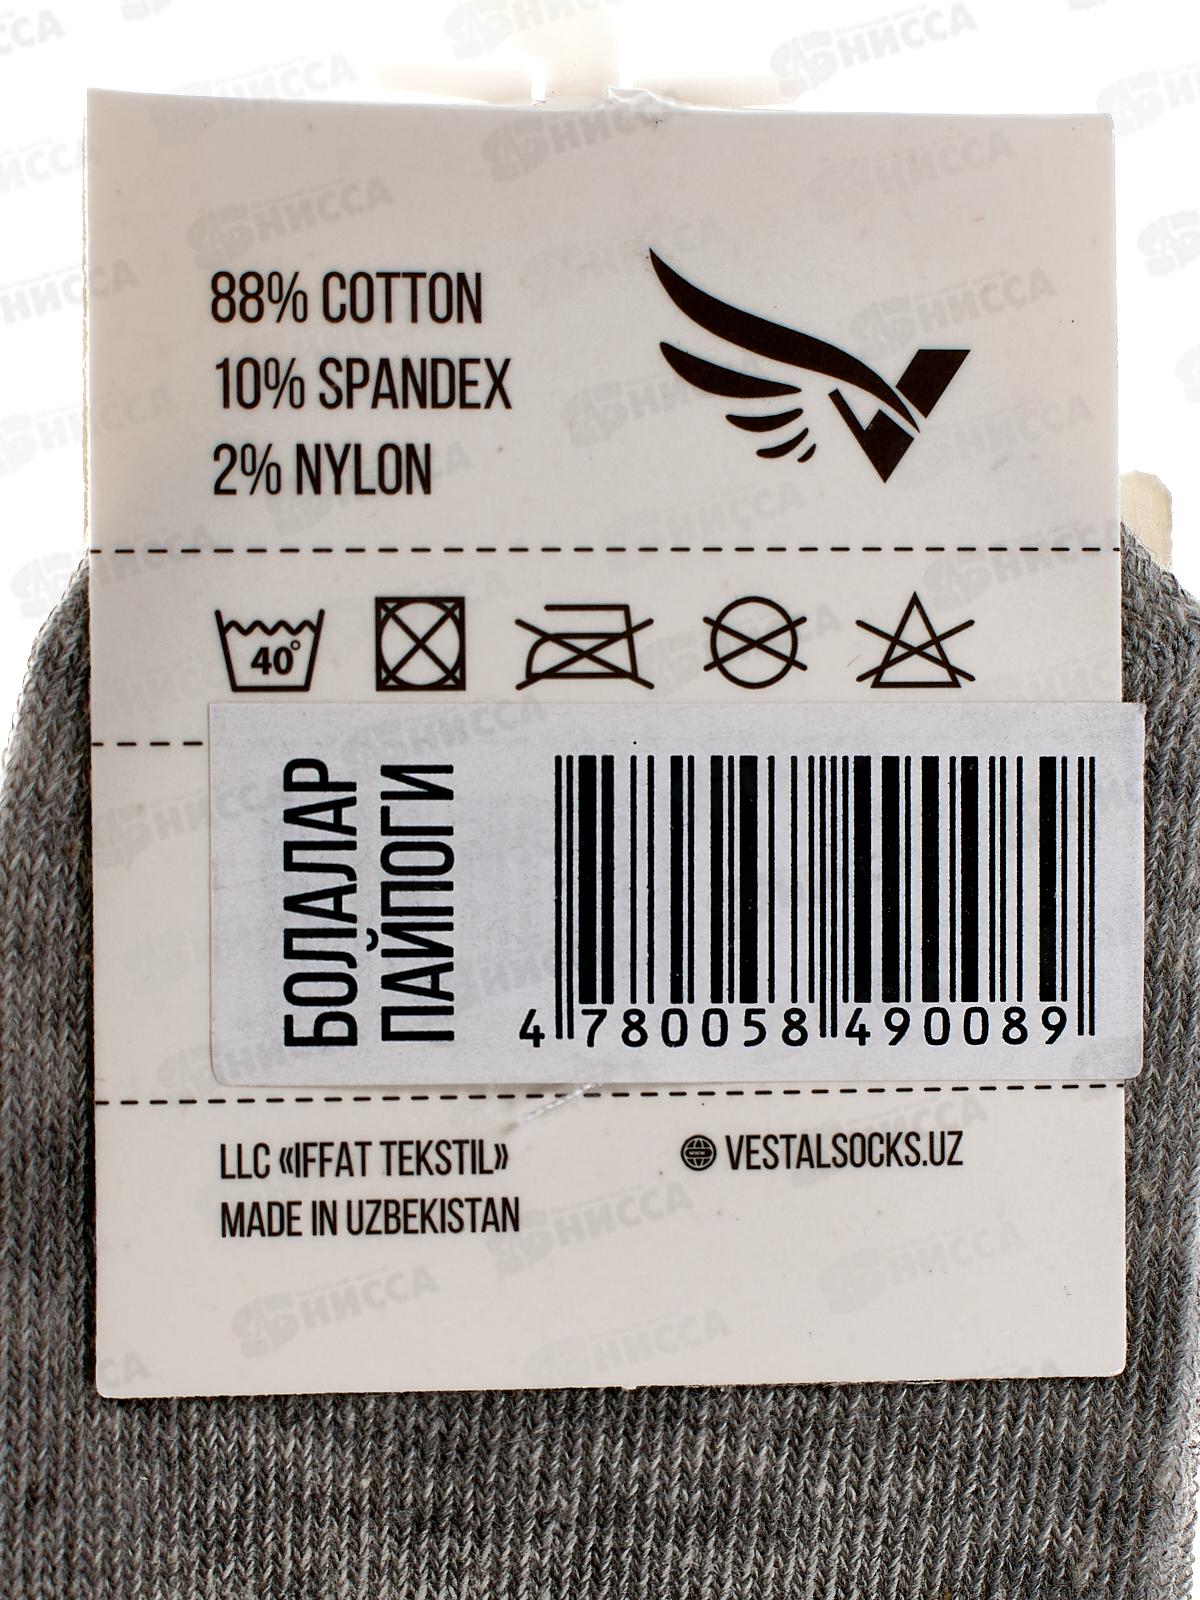 88% COTTON
10% SPANDEX
2% NYLON
40°
БОЛАЛАР
ПАЙПОГИ
4 780058 490089
LLC «IFFAT TEKSTIL»
MADE IN UZBEKISTAN
VESTALSOCKS.UZ
НИССА